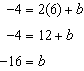 −4 = 2(6) + b
−4 = 12 + b
−16 = b